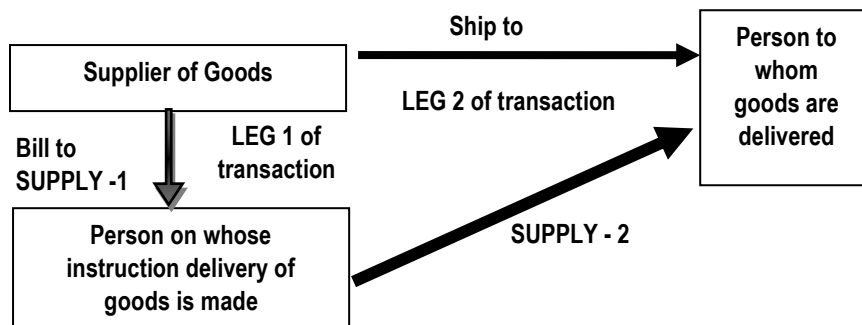 Ship to
Supplier of Goods
Person to
whom
goods are
delivered
LEG 2 of transaction
Bill to
SUPPLY -1
LEG 1 of
transaction
Person on whose
instruction delivery of
goods is made
SUPPLY - 2